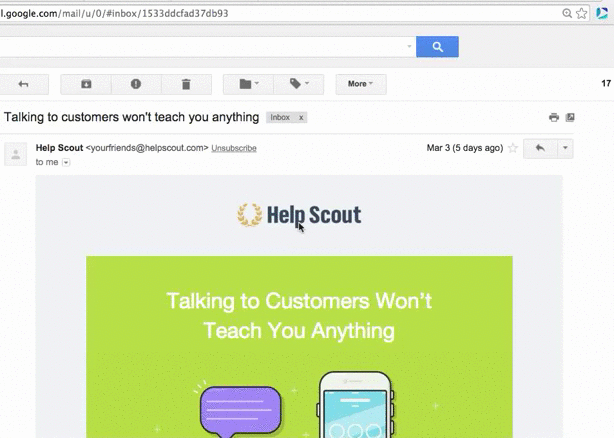 l.google.com/mail/u/0/#inbox/1533ddcfad37db93
More
17
Talking to customers won't teach you anything Inbox x
Help Scout <yourfriends@helpscout.com> Unsubscribe Mar 3 (5 days ago)
to me
Help Scout
Talking to Customers Won't
Teach You Anything